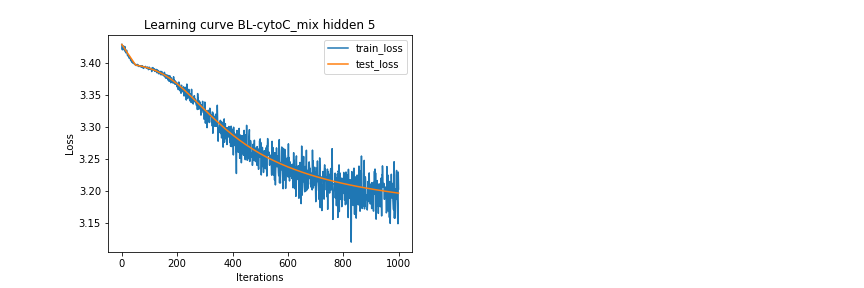 Learning curve BL-cytoC_mix hidden 5
train_loss
test_loss
Loss
3.40
3.35
3.30
3.25
3.20
3.15
0 200 400 600 800 1000
Iterations